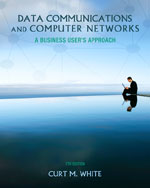 DATA COMMUNICATIONS
AND COMPUTER NETWORKS
A BUSINESS USER'S APPROACH
CURT M. WHITE